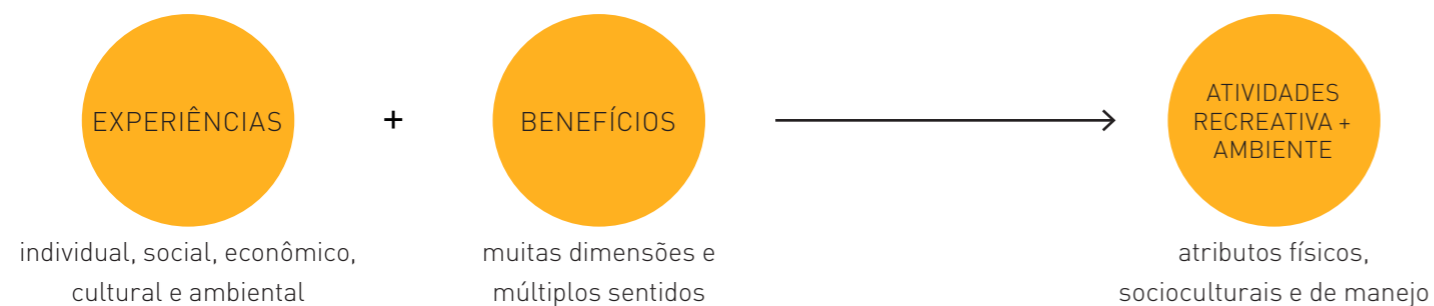 EXPERIÊNCIAS
+
BENEFÍCIOS
ATIVIDADES
RECREATIVA +
AMBIENTE
individual, social, econômico,
cultural e ambiental
muitas dimensões e
múltiplos sentidos
atributos físicos,
socioculturais e de manejo